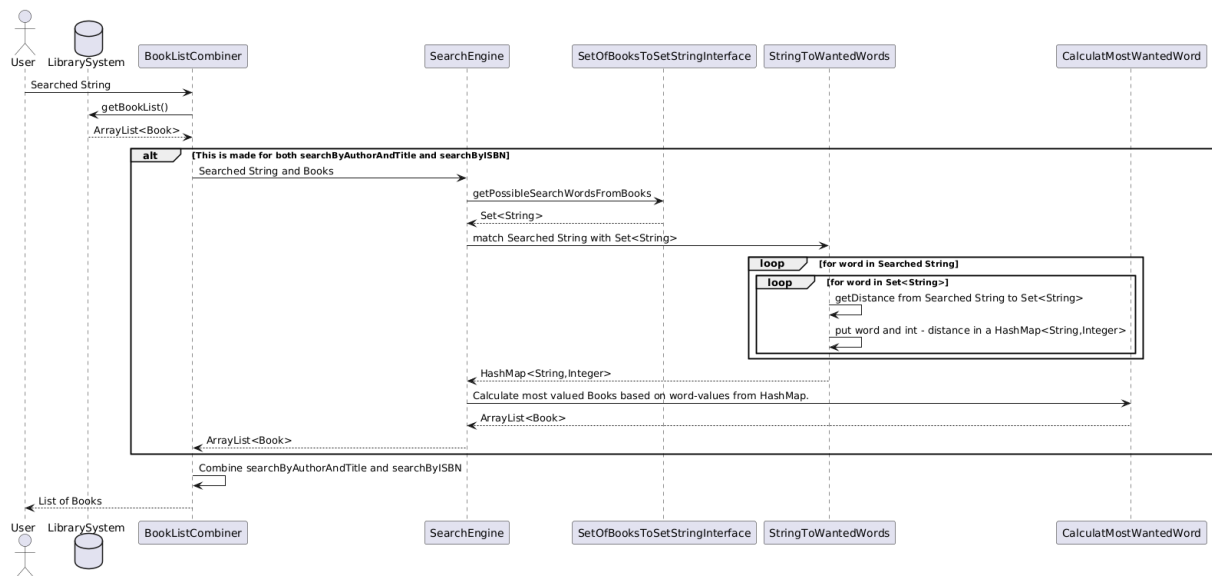 User
LibrarySystem
BookListCombiner
SearchEngine
SetOfBooksToSetStringInterface
StringToWantedWords
CalculatMostWantedWord
Searched String
getBookList()
ArrayList<Book>
alt
[This is made for both searchByAuthorAndTitle and searchByISBN]
Searched String and Books
getPossibleSearchWordsFromBooks
Set<String>
match Searched String with Set<String>
loop
[for word in Searched String]
loop
[for word in Set<String>]
getDistance from Searched String to Set<String>
put word and int - distance in a HashMap<String,Integer>
HashMap<String,Integer>
Calculate most valued Books based on word-values from HashMap.
ArrayList<Book>
ArrayList<Book>
Combine searchByAuthorAndTitle and searchByISBN
List of Books
User
LibrarySystem
BookListCombiner
SearchEngine
SetOfBooksToSetStringInterface
StringToWantedWords
CalculatMostWantedWord